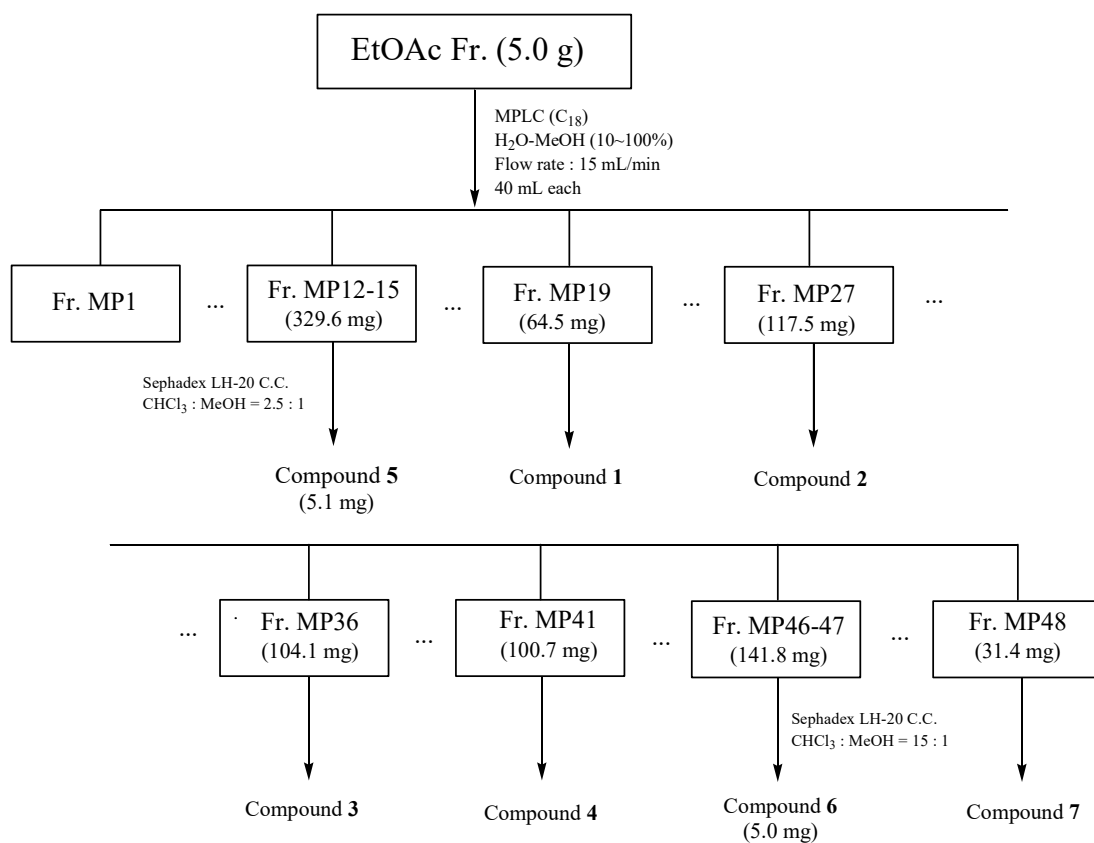 EtOAc Fr. (5.0 g)
MPLC (C₁₈)
H₂O-MeOH (10~100%)
Flow rate : 15 mL/min
40 mL each
Fr. MP1
...
Fr. MP12-15
(329.6 mg)
...
Fr. MP19
(64.5 mg)
...
Fr. MP27
(117.5 mg)
...
Sephadex LH-20 C.C.
CHCl₃ : MeOH = 2.5 : 1
Compound 5
(5.1 mg)
Compound 1
Compound 2
...
Fr. MP36
(104.1 mg)
...
Fr. MP41
(100.7 mg)
...
Fr. MP46-47
(141.8 mg)
...
Fr. MP48
(31.4 mg)
Sephadex LH-20 C.C.
CHCl₃ : MeOH = 15 : 1
Compound 3
Compound 4
Compound 6
(5.0 mg)
Compound 7